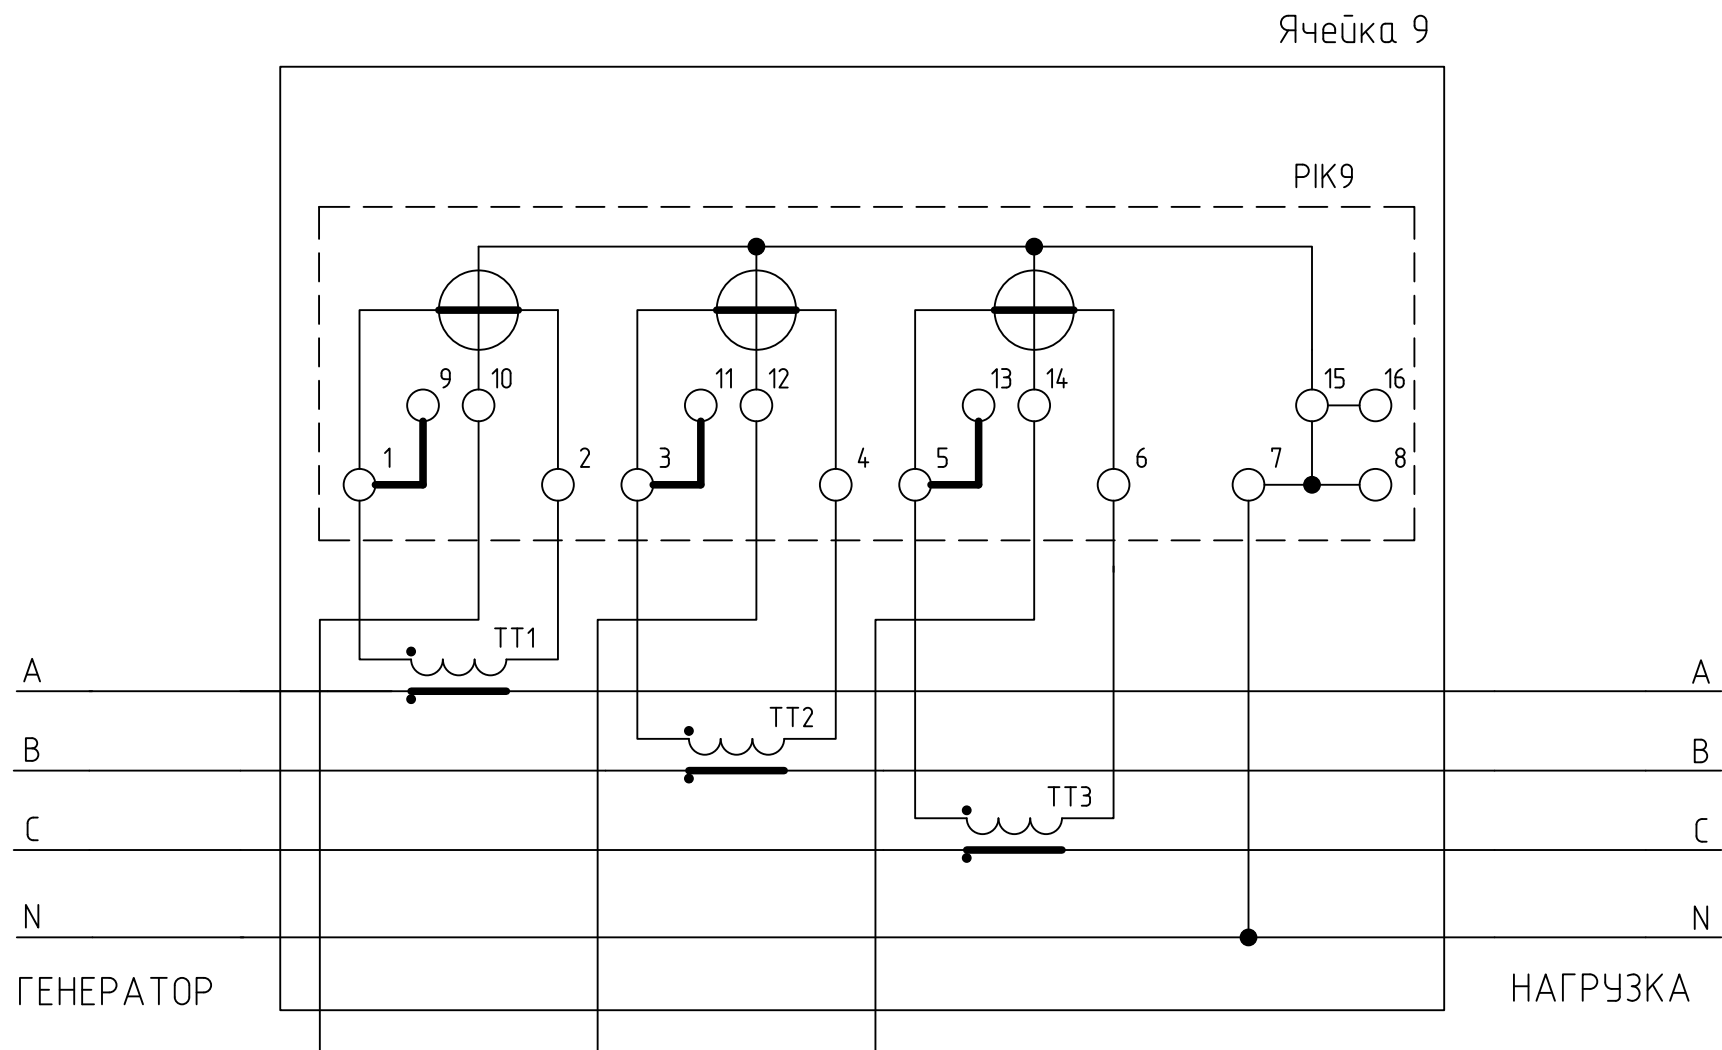 Ячейка 9
PIK9
9 10 11 12 13 14 15 16
1 2 3 4 5 6 7 8
TT1
A A
TT2
B B
TT3
C C
N N
ГЕНЕРАТОР НАГРУЗКА